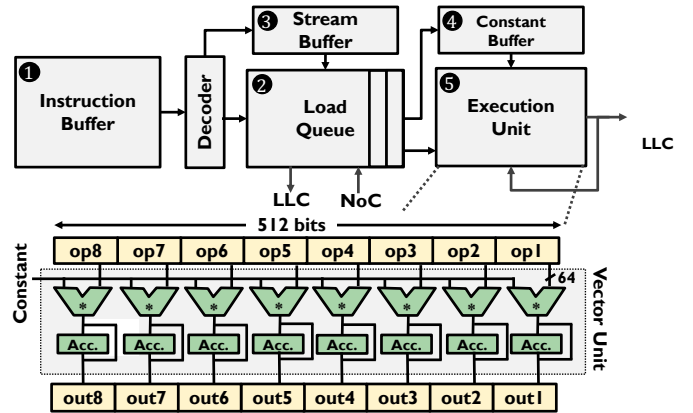 ❸ Stream
Buffer
❹ Constant
Buffer
❶
Instruction
Buffer
Decoder
❷
Load
Queue
❺
Execution
Unit
LLC
LLC
NoC
512 bits
op8 op7 op6 op5 op4 op3 op2 op1
Constant
64
* * * * * * * *
Acc. Acc. Acc. Acc. Acc. Acc. Acc. Acc.
Vector Unit
out8 out7 out6 out5 out4 out3 out2 out1